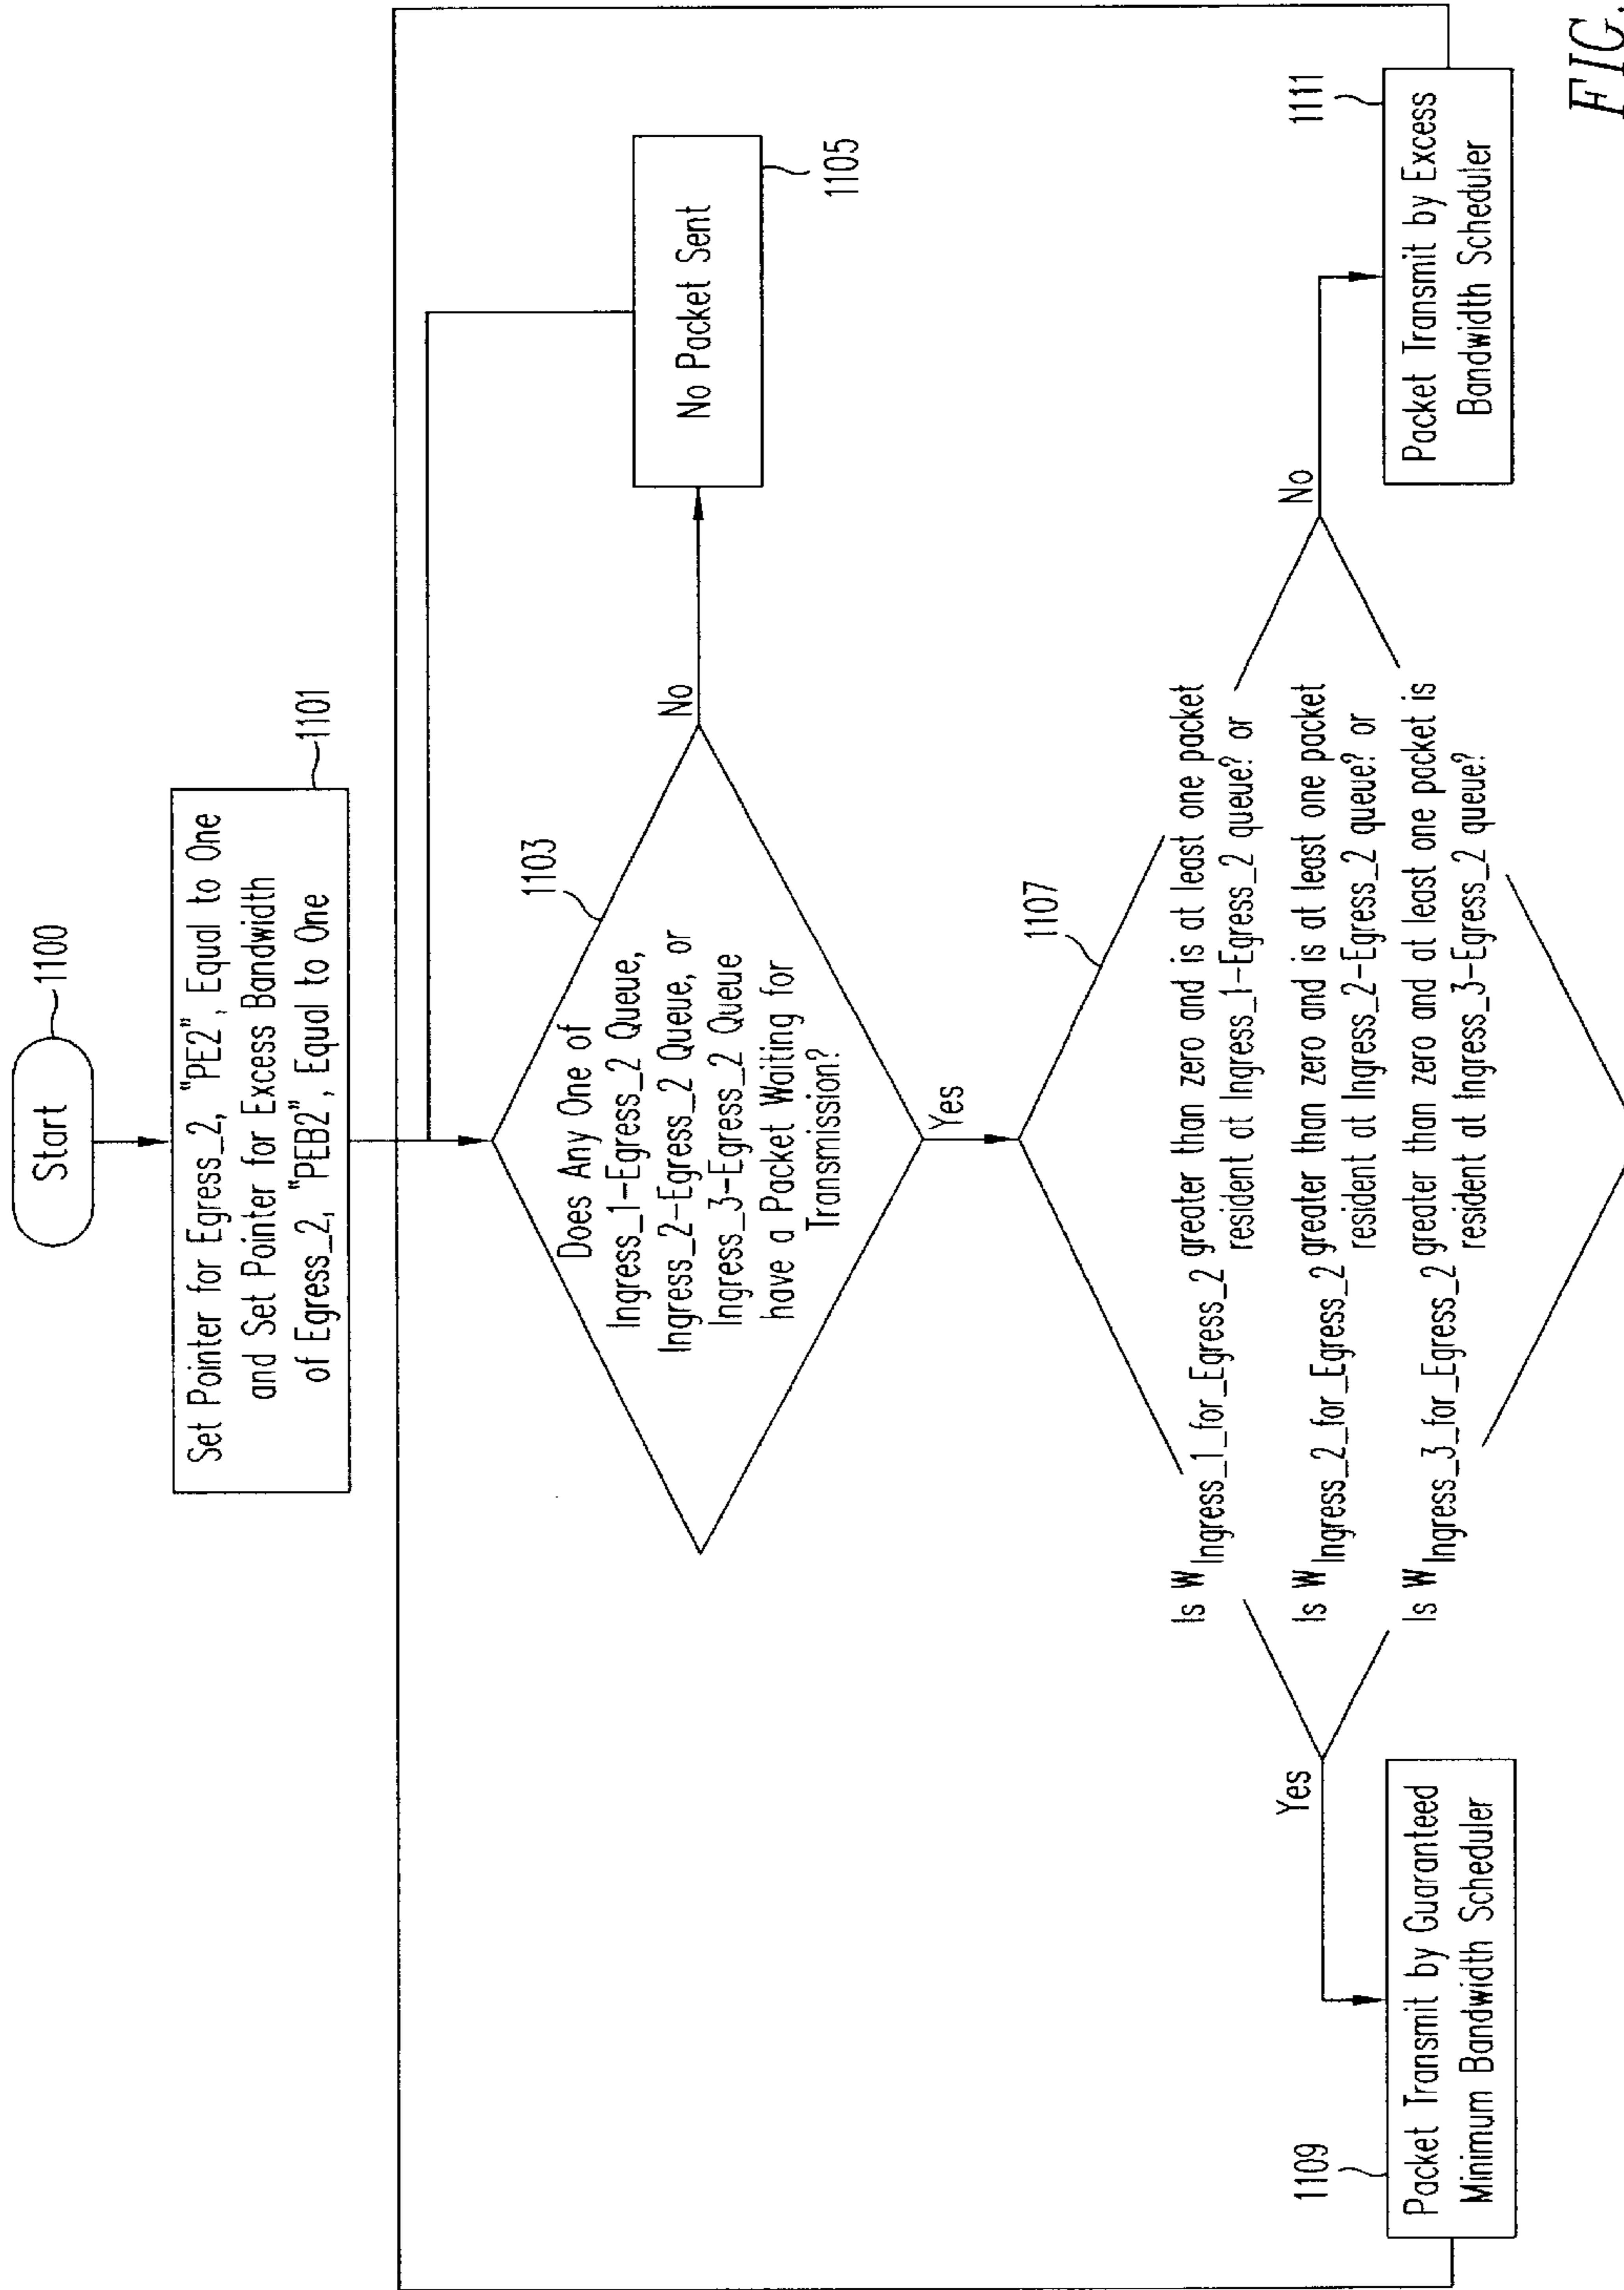 Start
1100
Set Pointer for Egress_2, "PE2", Equal to One
and Set Pointer for Excess Bandwidth
of Egress_2, "PEB2", Equal to One
1101
1103
Does Any One of
Ingress_1-Egress_2 Queue,
Ingress_2-Egress_2 Queue, or
Ingress_3-Egress_2 Queue
have a Packet Waiting for
Transmission?
No
No Packet Sent
1105
Yes
1107
Is W Ingress_1_for_Egress_2 greater than zero and is at least one packet
resident at Ingress_1-Egress_2 queue? or
Is W Ingress_2_for_Egress_2 greater than zero and is at least one packet
resident at Ingress_2-Egress_2 queue? or
Is W Ingress_3_for_Egress_2 greater than zero and at least one packet is
resident at Ingress_3-Egress_2 queue?
Yes
No
1109
Packet Transmit by Guaranteed
Minimum Bandwidth Scheduler
1111
Packet Transmit by Excess
Bandwidth Scheduler
FIG.